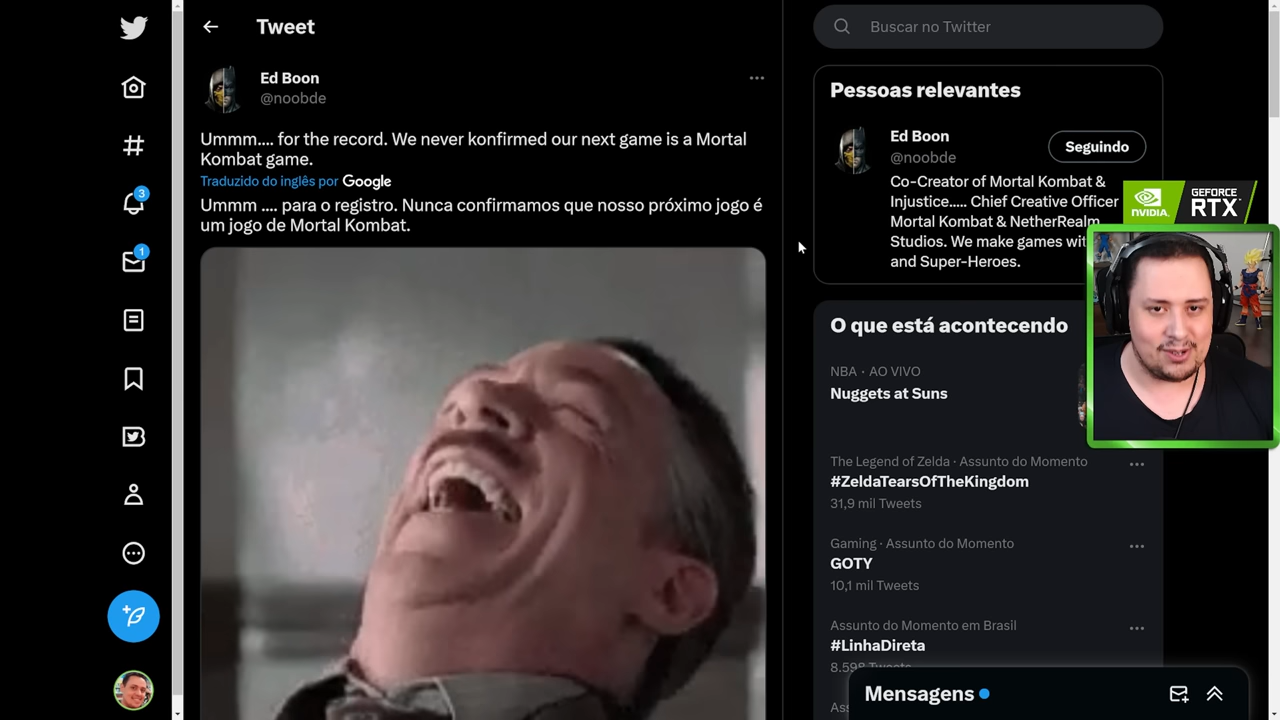 Tweet
Ed Boon
@noobde
Ummm.... for the record. We never konfirmed our next game is a Mortal
Kombat game.
Traduzido do inglês por Google
Ummm .... para o registro. Nunca confirmamos que nosso próximo jogo é
um jogo de Mortal Kombat.
Buscar no Twitter
Pessoas relevantes
Ed Boon
@noobde
Seguindo
Co-Creator of Mortal Kombat &
Injustice..... Chief Creative Officer
Mortal Kombat & NetherRealm
Studios. We make games
and Super-Heroes.
O que está acontecendo
NBA · AO VIVO
Nuggets at Suns
The Legend of Zelda · Assunto do Momento
#ZeldaTearsOfTheKingdom
31,9 mil Tweets
Gaming · Assunto do Momento
GOTY
10,1 mil Tweets
Assunto do Momento em Brasil
#LinhaDireta
Mensagens
3
1
NVIDIA.
GEFORCE
RTX